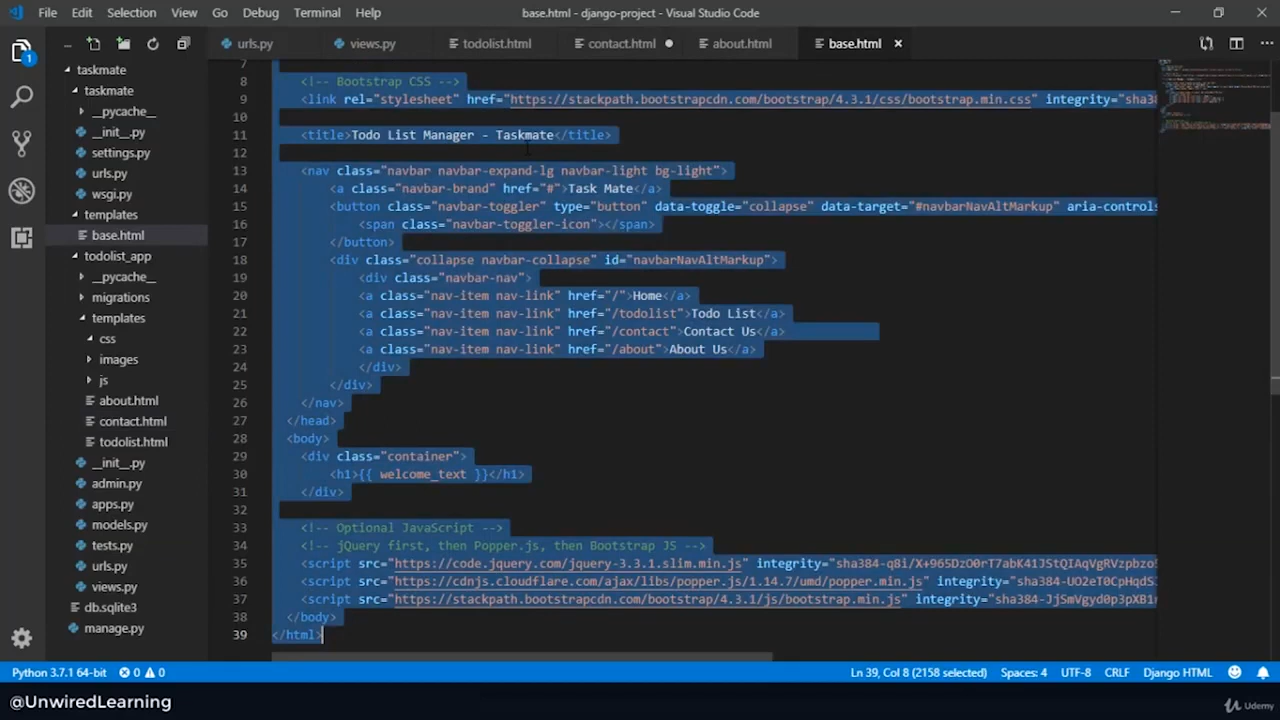 File Edit Selection View Go Debug Terminal Help base.html - django-project - Visual Studio Code
urls.py views.py todolist.html contact.html about.html base.html
1
taskmate
taskmate
__pycache__
__init__.py
settings.py
urls.py
wsgi.py
templates
base.html
todolist_app
__pycache__
migrations
templates
css
images
js
about.html
contact.html
todolist.html
__init__.py
admin.py
apps.py
models.py
tests.py
urls.py
views.py
db.sqlite3
manage.py
7
8 <!-- Bootstrap CSS -->
9 <link rel="stylesheet" href="https://stackpath.bootstrapcdn.com/bootstrap/4.3.1/css/bootstrap.min.css" integrity="sha3
10
11 <title>Todo List Manager - Taskmate</title>
12
13 <nav class="navbar navbar-expand-lg navbar-light bg-light">
14 <a class="navbar-brand" href="#">Task Mate</a>
15 <button class="navbar-toggler" type="button" data-toggle="collapse" data-target="#navbarNavAltMarkup" aria-controls
16 <span class="navbar-toggler-icon"></span>
17 </button>
18 <div class="collapse navbar-collapse" id="navbarNavAltMarkup">
19 <div class="navbar-nav">
20 <a class="nav-item nav-link" href="/">Home</a>
21 <a class="nav-item nav-link" href="/todolist">Todo List</a>
22 <a class="nav-item nav-link" href="/contact">Contact Us</a>
23 <a class="nav-item nav-link" href="/about">About Us</a>
24 </div>
25 </div>
26 </nav>
27 </head>
28 <body>
29 <div class="container">
30 <h1>{{ welcome_text }}</h1>
31 </div>
32
33 <!-- Optional JavaScript -->
34 <!-- jQuery first, then Popper.js, then Bootstrap JS -->
35 <script src="https://code.jquery.com/jquery-3.3.1.slim.min.js" integrity="sha384-q8i/X+965DzO0rT7abK41JStQIAqVgRVzpbzo5
36 <script src="https://cdnjs.cloudflare.com/ajax/libs/popper.js/1.14.7/umd/popper.min.js" integrity="sha384-UO2eT0CpHqdS
37 <script src="https://stackpath.bootstrapcdn.com/bootstrap/4.3.1/js/bootstrap.min.js" integrity="sha384-JjSmVgyd0p3pXB1r
38 </body>
39 </html>
Python 3.7.1 64-bit 0 0 Ln 39, Col 8 (2158 selected) Spaces: 4 UTF-8 CRLF Django HTML
@UnwiredLearning
Udemy